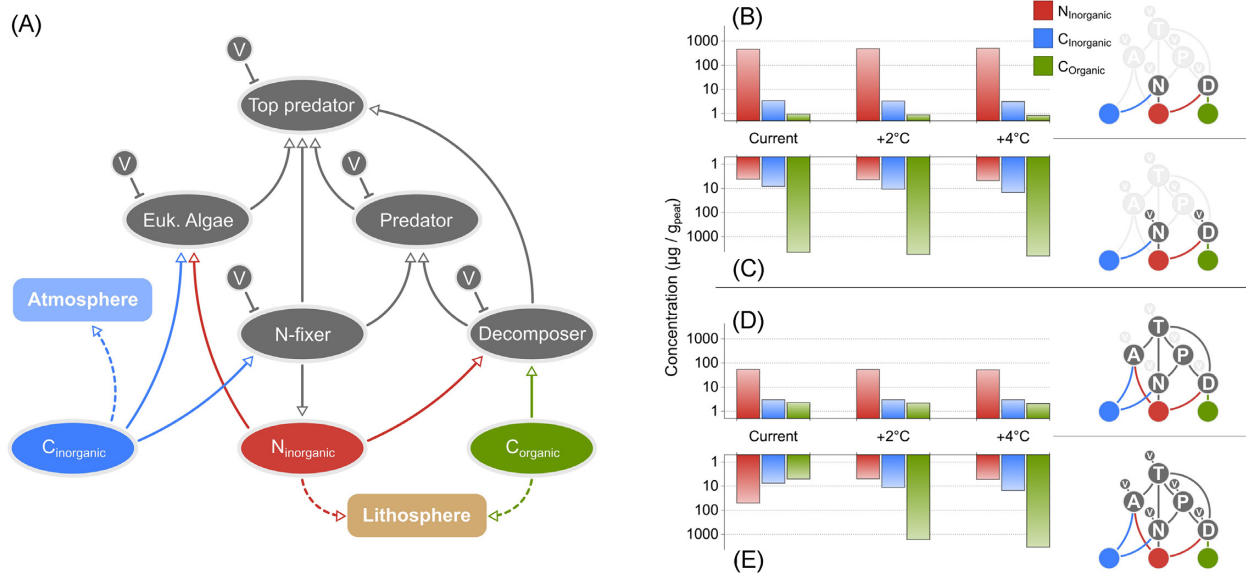 (A)
V
Top predator
V
V
Euk. Algae
Predator
V
V
Atmosphere
N-fixer
Decomposer
Cinorganic
Ninorganic
Corganic
Lithosphere
Concentration (µg / gpeat)
(B)
NInorganic
CInorganic
COrganic
1000
100
10
1
Current
+2°C
+4°C
1
10
100
1000
(C)
V
T
V
V
A
P
V
V
N
D
V
T
V
V
A
P
V
V
N
D
(D)
1000
100
10
1
Current
+2°C
+4°C
1
10
100
1000
(E)
V
T
V
V
A
P
V
V
N
D
V
T
V
V
A
P
V
V
N
D